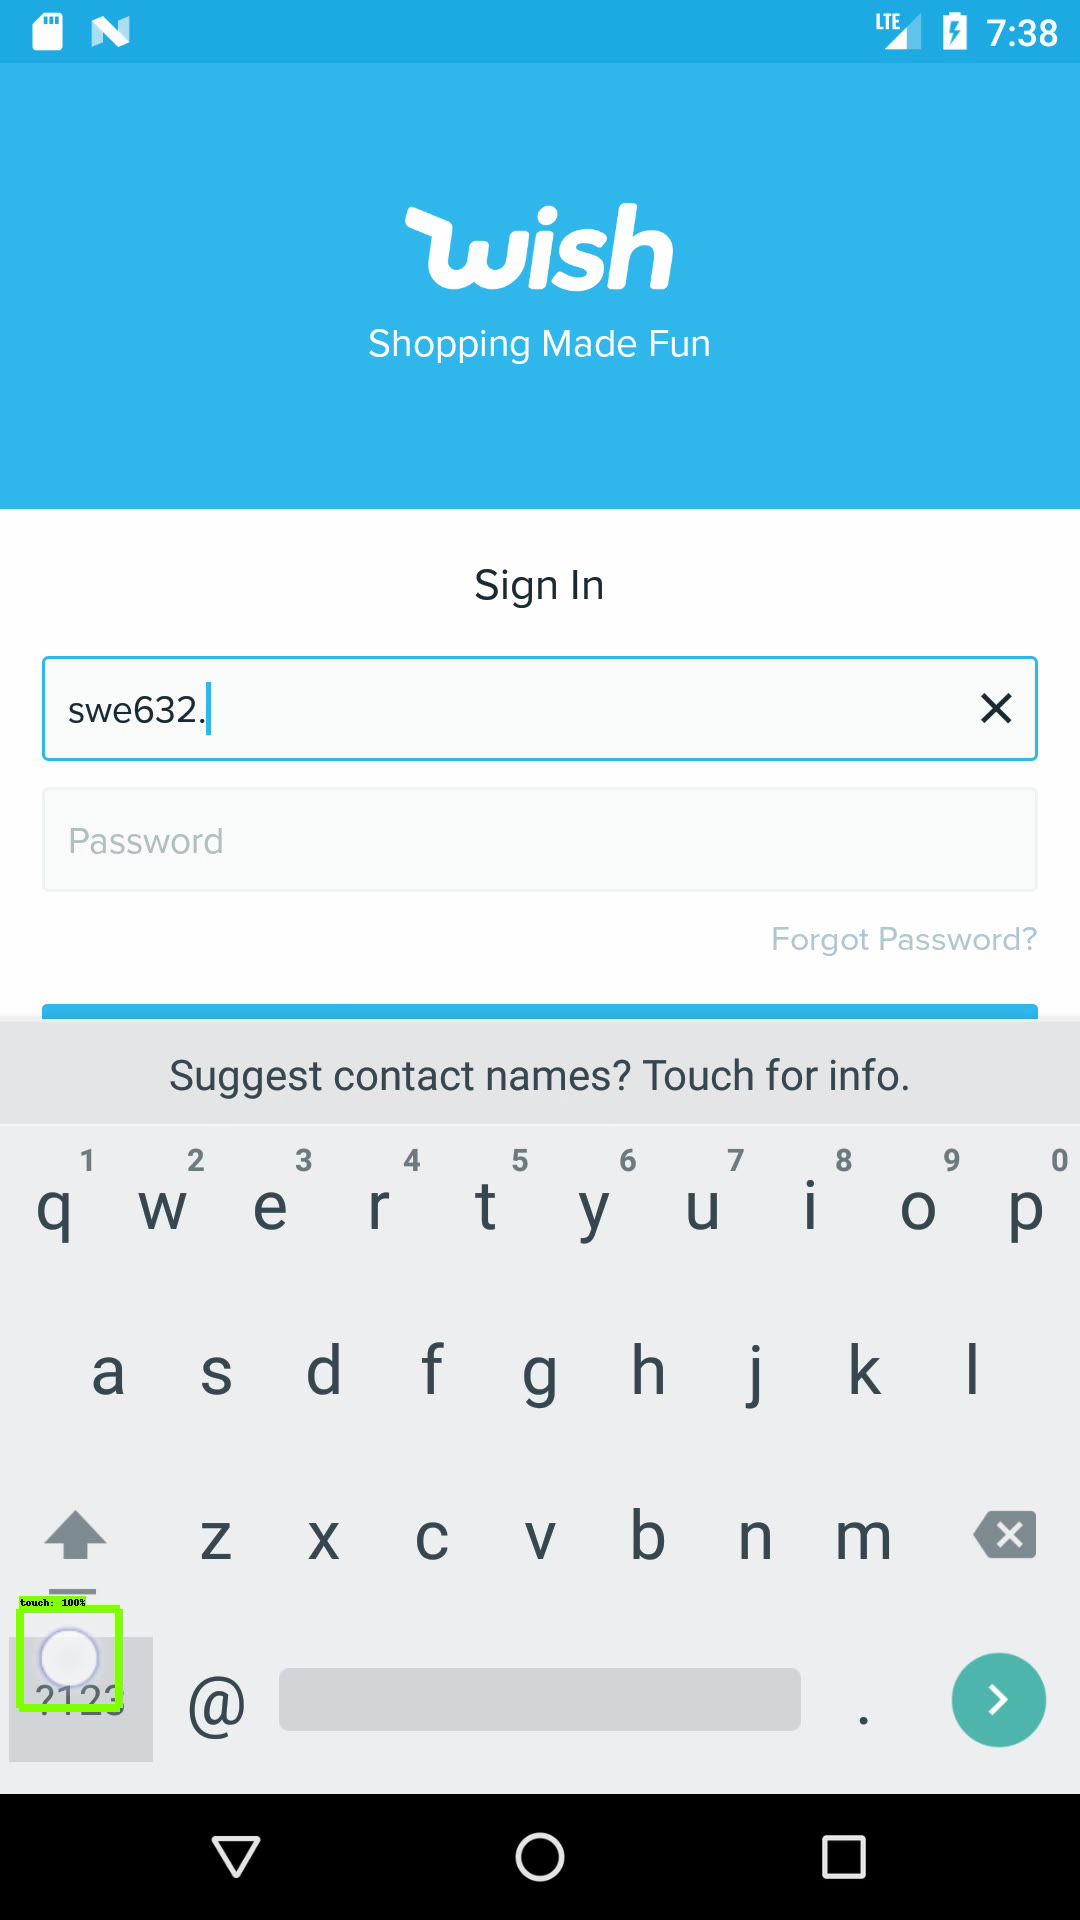 LTE 7:38
wish
Shopping Made Fun
Sign In
swe632.
Password
Forgot Password?
Suggest contact names? Touch for info.
1 2 3 4 5 6 7 8 9 0
q w e r t y u i o p
a s d f g h j k l
z x c v b n m
touch: 100%
?123 @ .